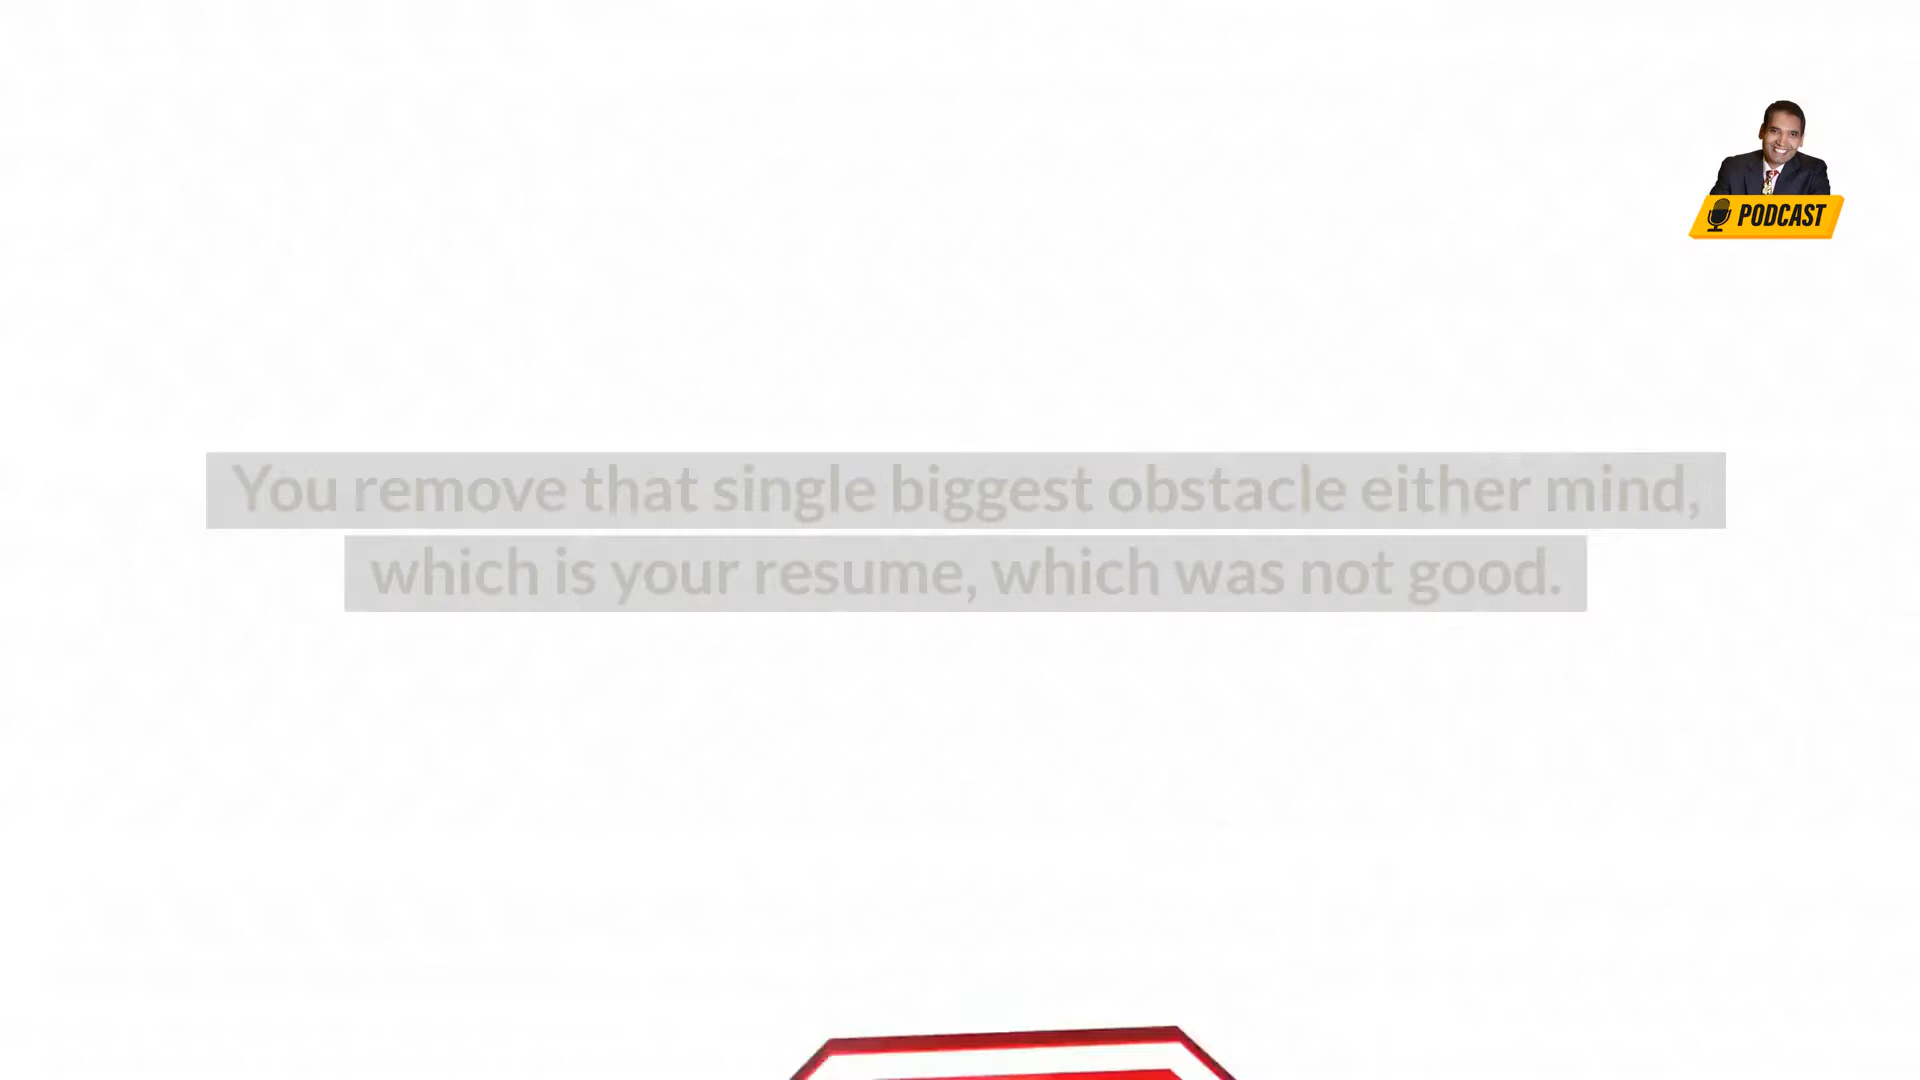 PODCAST
You remove that single biggest obstacle either mind,
which is your resume, which was not good.